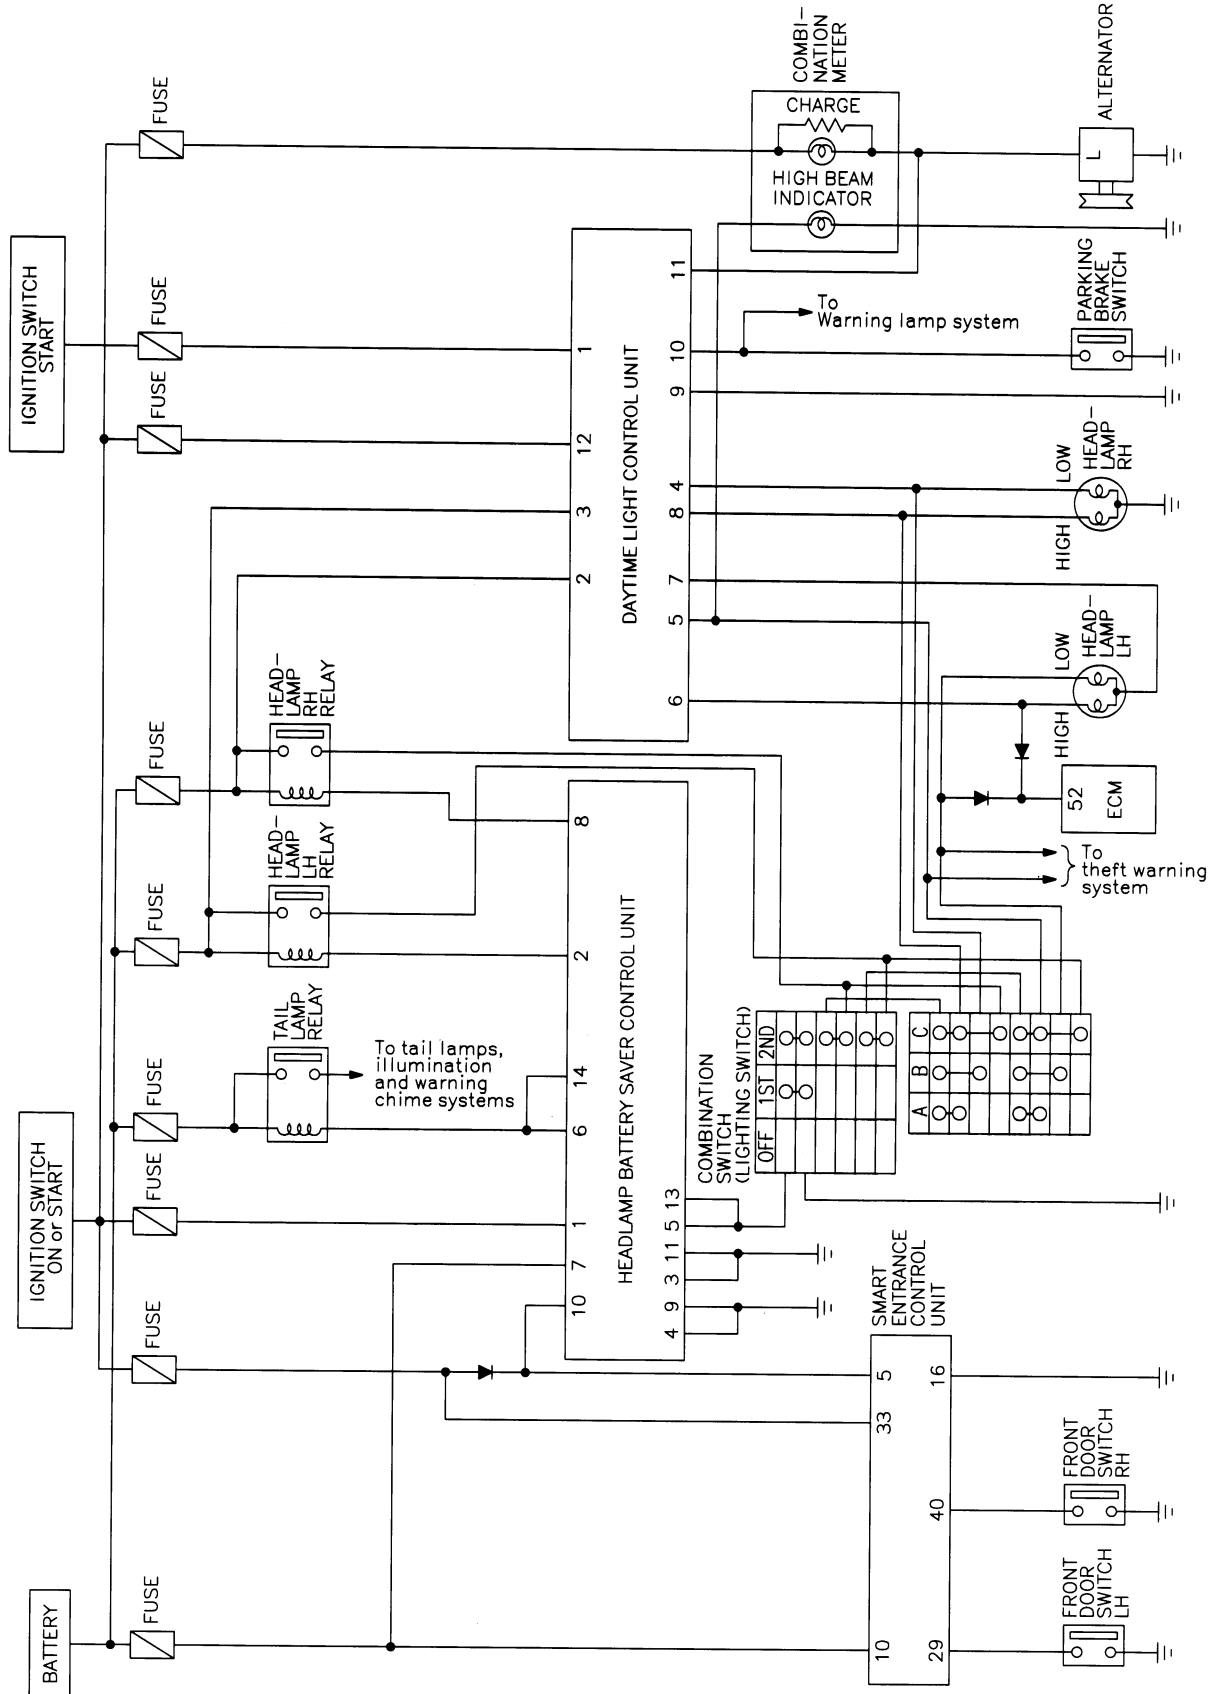 BATTERY
IGNITION SWITCH
ON or START
IGNITION SWITCH
START
FUSE
FUSE
FUSE
FUSE
FUSE
FUSE
FUSE
FUSE
FUSE
TAIL
LAMP
RELAY
HEAD-
LAMP
LH
RELAY
HEAD-
LAMP
RH
RELAY
To tail lamps,
illumination
and warning
chime systems
10
7
1
6
14
2
8
HEADLAMP BATTERY SAVER CONTROL UNIT
4
9
3
11
5
13
2
3
12
1
DAYTIME LIGHT CONTROL UNIT
6
5
7
8
4
9
10
11
COMBINATION
SWITCH
(LIGHTING SWITCH)
OFF
1ST
2ND
A
B
C
COMBI-
NATION
METER
CHARGE
HIGH BEAM
INDICATOR
To
Warning lamp system
ALTERNATOR
L
PARKING
BRAKE
SWITCH
HIGH
LOW
HEAD-
LAMP
RH
HIGH
LOW
HEAD-
LAMP
LH
52
ECM
To
theft warning
system
SMART
ENTRANCE
CONTROL
UNIT
10
33
5
29
40
16
FRONT
DOOR
SWITCH
LH
FRONT
DOOR
SWITCH
RH